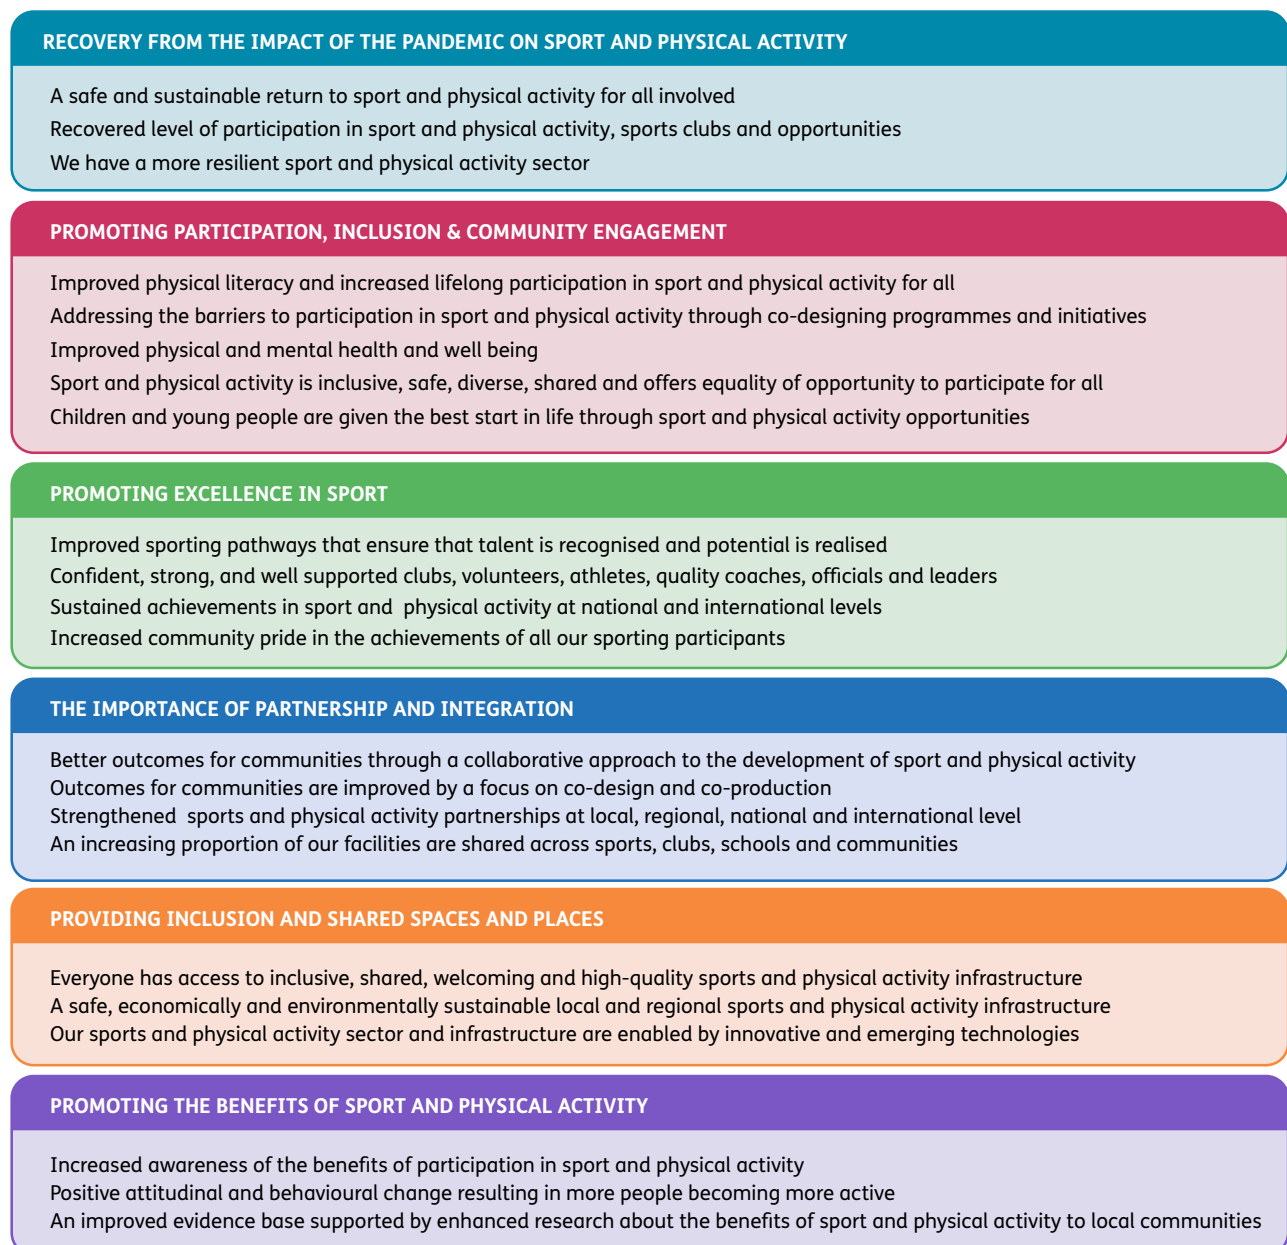 RECOVERY FROM THE IMPACT OF THE PANDEMIC ON SPORT AND PHYSICAL ACTIVITY
A safe and sustainable return to sport and physical activity for all involved
Recovered level of participation in sport and physical activity, sports clubs and opportunities
We have a more resilient sport and physical activity sector
PROMOTING PARTICIPATION, INCLUSION & COMMUNITY ENGAGEMENT
Improved physical literacy and increased lifelong participation in sport and physical activity for all
Addressing the barriers to participation in sport and physical activity through co-designing programmes and initiatives
Improved physical and mental health and well being
Sport and physical activity is inclusive, safe, diverse, shared and offers equality of opportunity to participate for all
Children and young people are given the best start in life through sport and physical activity opportunities
PROMOTING EXCELLENCE IN SPORT
Improved sporting pathways that ensure that talent is recognised and potential is realised
Confident, strong, and well supported clubs, volunteers, athletes, quality coaches, officials and leaders
Sustained achievements in sport and physical activity at national and international levels
Increased community pride in the achievements of all our sporting participants
THE IMPORTANCE OF PARTNERSHIP AND INTEGRATION
Better outcomes for communities through a collaborative approach to the development of sport and physical activity
Outcomes for communities are improved by a focus on co-design and co-production
Strengthened sports and physical activity partnerships at local, regional, national and international level
An increasing proportion of our facilities are shared across sports, clubs, schools and communities
PROVIDING INCLUSION AND SHARED SPACES AND PLACES
Everyone has access to inclusive, shared, welcoming and high-quality sports and physical activity infrastructure
A safe, economically and environmentally sustainable local and regional sports and physical activity infrastructure
Our sports and physical activity sector and infrastructure are enabled by innovative and emerging technologies
PROMOTING THE BENEFITS OF SPORT AND PHYSICAL ACTIVITY
Increased awareness of the benefits of participation in sport and physical activity
Positive attitudinal and behavioural change resulting in more people becoming more active
An improved evidence base supported by enhanced research about the benefits of sport and physical activity to local communities